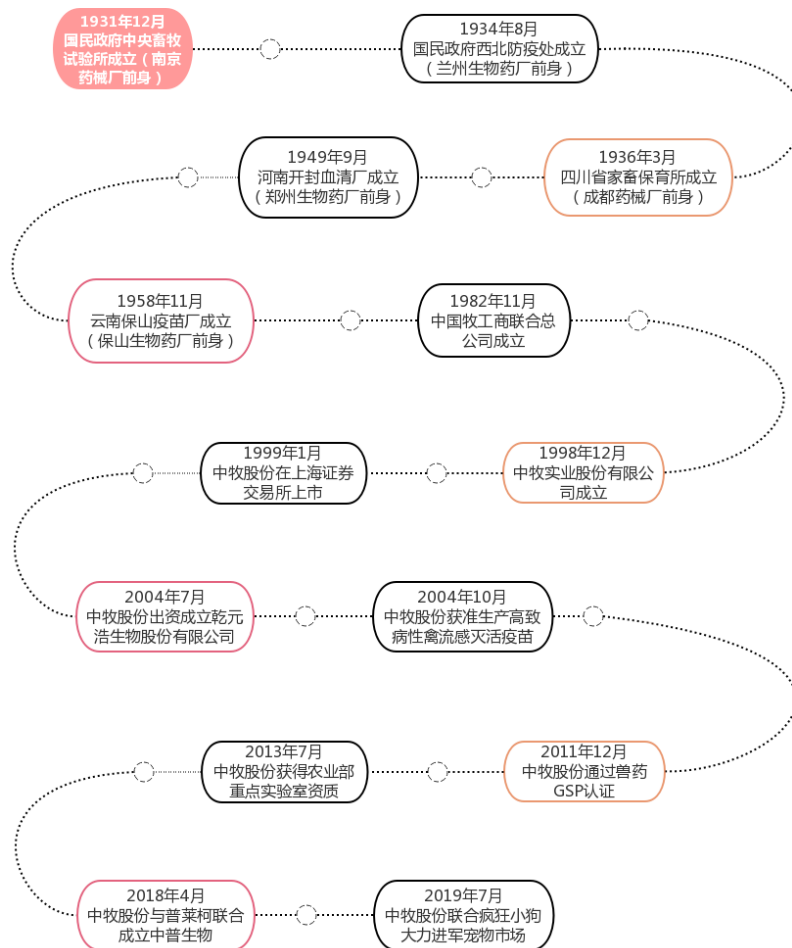 1931年12月
国民政府中央畜牧
试验所成立（南京
药械厂前身）
1934年8月
国民政府西北防疫处成立
（兰州生物药厂前身）
1936年3月
四川省家畜保育所成立
（成都药械厂前身）
1949年9月
河南开封血清厂成立
（郑州生物药厂前身）
1958年11月
云南保山疫苗厂成立
（保山生物药厂前身）
1982年11月
中国牧工商联合总
公司成立
1998年12月
中牧实业股份有限公
司成立
1999年1月
中牧股份在上海证券
交易所上市
2004年7月
中牧股份出资成立乾元
浩生物股份有限公司
2004年10月
中牧股份获准生产高致
病性禽流感灭活疫苗
2011年12月
中牧股份通过兽药
GSP认证
2013年7月
中牧股份获得农业部
重点实验室资质
2018年4月
中牧股份与普莱柯联合
成立中普生物
2019年7月
中牧股份联合疯狂小狗
大力进军宠物市场